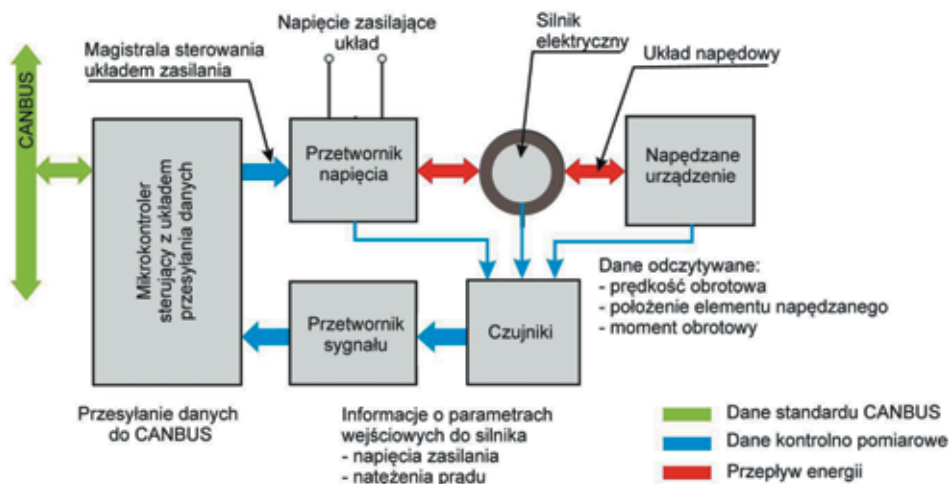 Napięcie zasilające
układ
Silnik
elektryczny
Magistrala sterowania
układem zasilania
Układ napędowy
CANBUS
Mikrokontroler
sterujący z układem
przesyłania danych
Przetwornik
napięcia
Napędzane
urządzenie
Dane odczytywane:
- prędkość obrotowa
- położenie elementu napędzanego
- moment obrotowy
Przetwornik
sygnału
Czujniki
Przesyłanie danych
do CANBUS
Informacje o parametrach
wejściowych do silnika
- napięcia zasilania
- natężenia pradu
Dane standardu CANBUS
Dane kontrolno pomiarowe
Przepływ energii